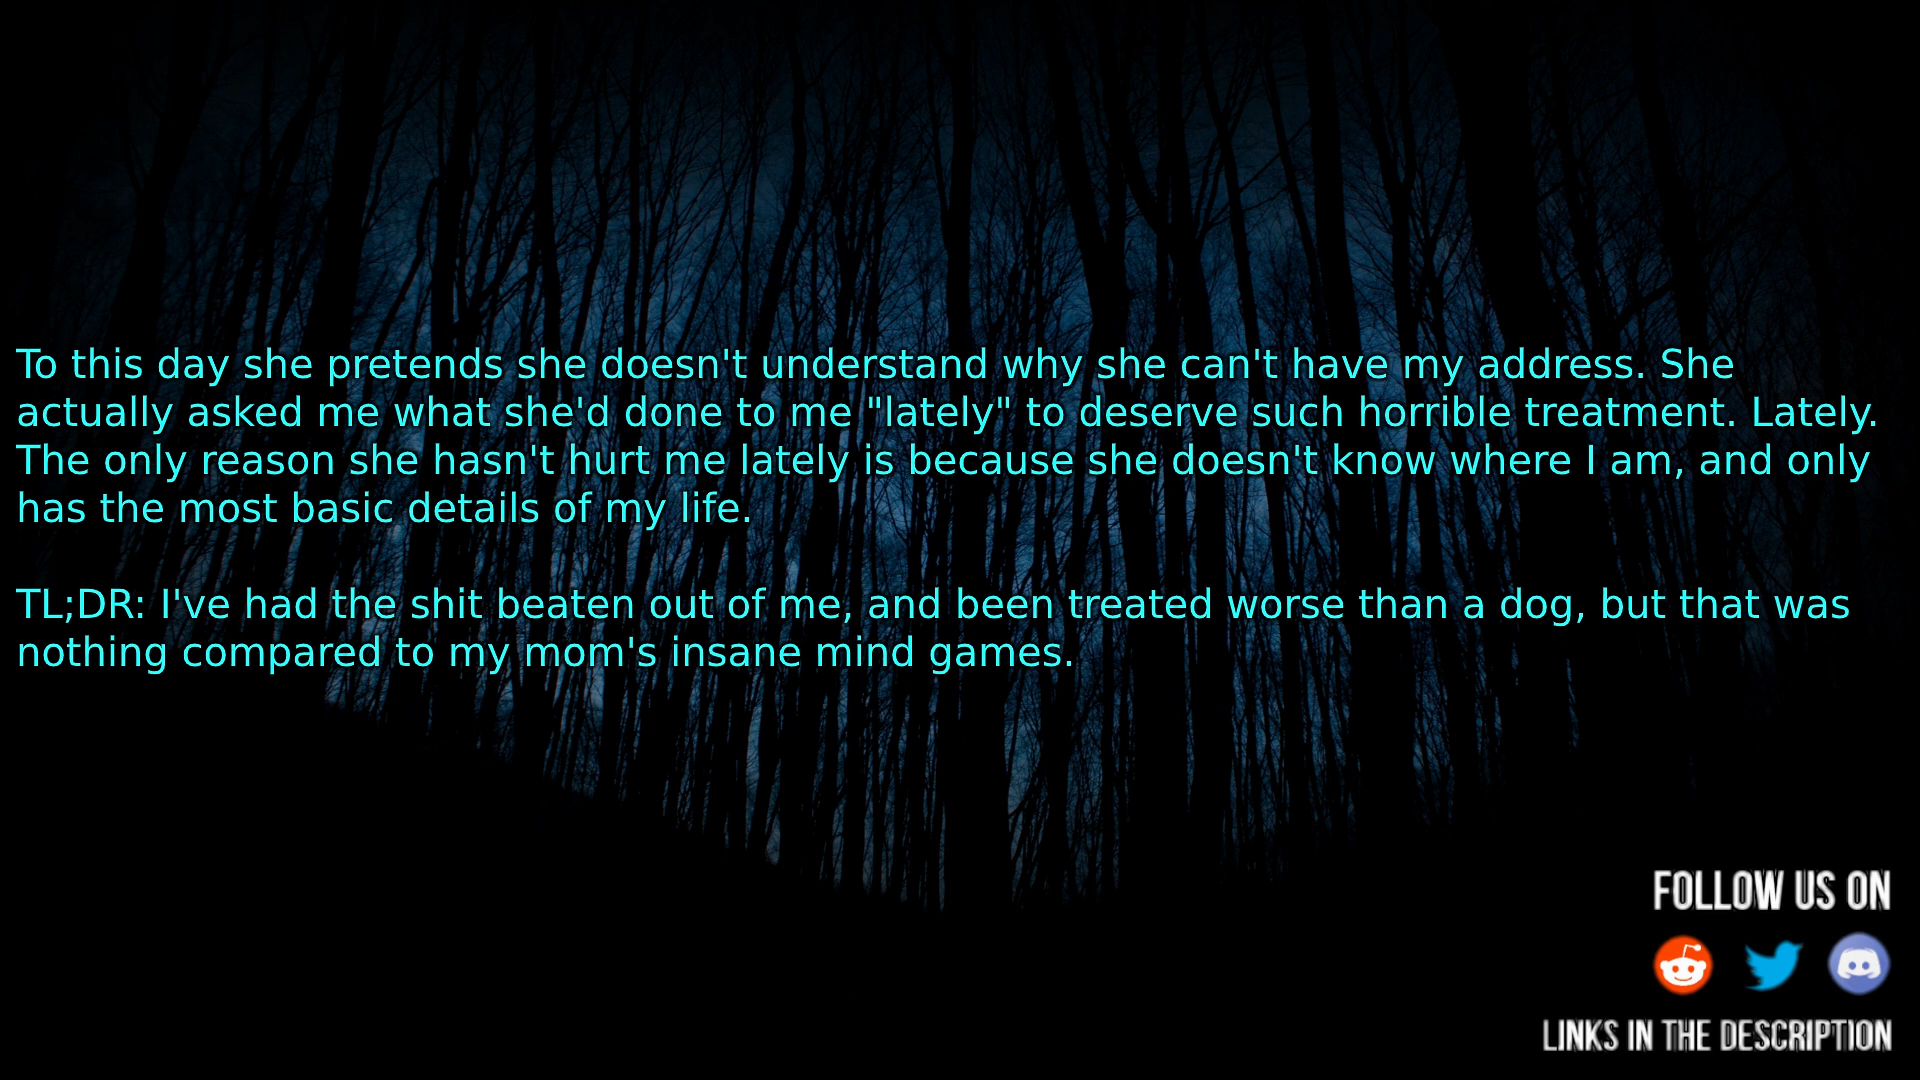 To this day she pretends she doesn't understand why she can't have my address. She
actually asked me what she'd done to me "lately" to deserve such horrible treatment. Lately.
The only reason she hasn't hurt me lately is because she doesn't know where I am, and only
has the most basic details of my life.
TL;DR: I've had the shit beaten out of me, and been treated worse than a dog, but that was
nothing compared to my mom's insane mind games.
FOLLOW US ON
LINKS IN THE DESCRIPTION